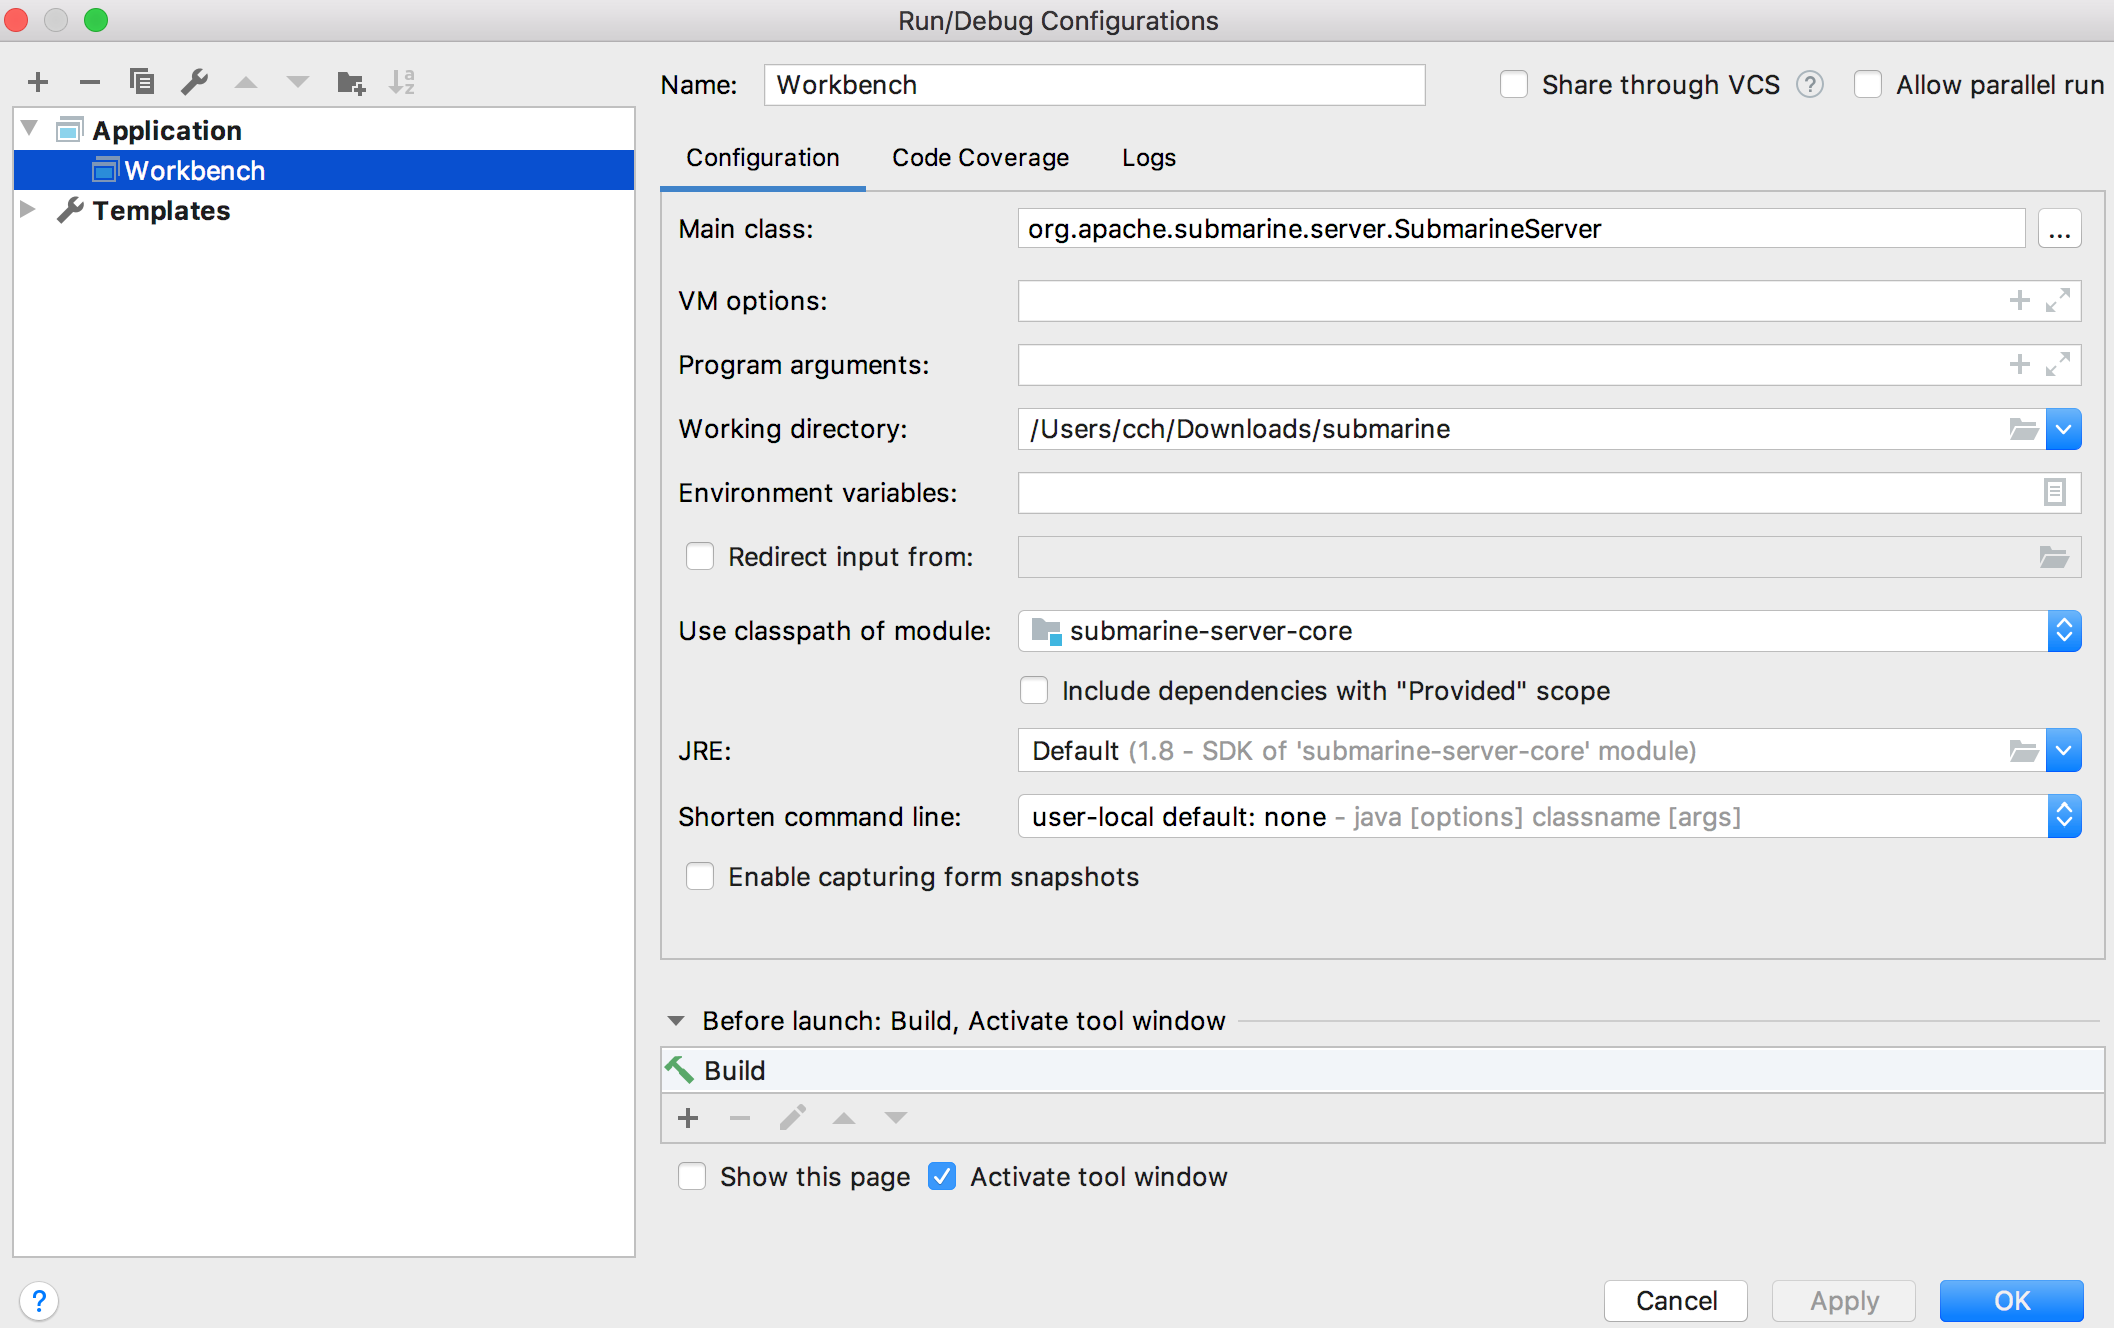 Run/Debug Configurations
Application
Workbench
Templates
Name: Workbench
Share through VCS ? Allow parallel run
Configuration Code Coverage Logs
Main class: org.apache.submarine.server.SubmarineServer ...
VM options:
Program arguments:
Working directory: /Users/cch/Downloads/submarine
Environment variables:
Redirect input from:
Use classpath of module: submarine-server-core
Include dependencies with "Provided" scope
JRE: Default (1.8 - SDK of 'submarine-server-core' module)
Shorten command line: user-local default: none - java [options] classname [args]
Enable capturing form snapshots
Before launch: Build, Activate tool window
Build
Show this page Activate tool window
? Cancel Apply OK